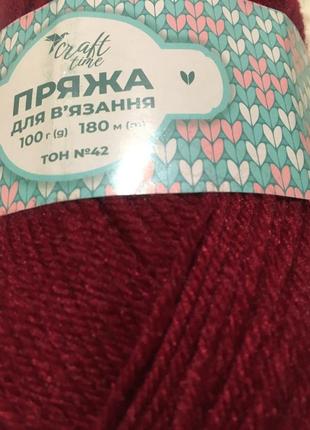 Craft
time
ПРЯЖА
ДЛЯ В'ЯЗАННЯ
100 г (g) 180 м (m)
ТОН №42